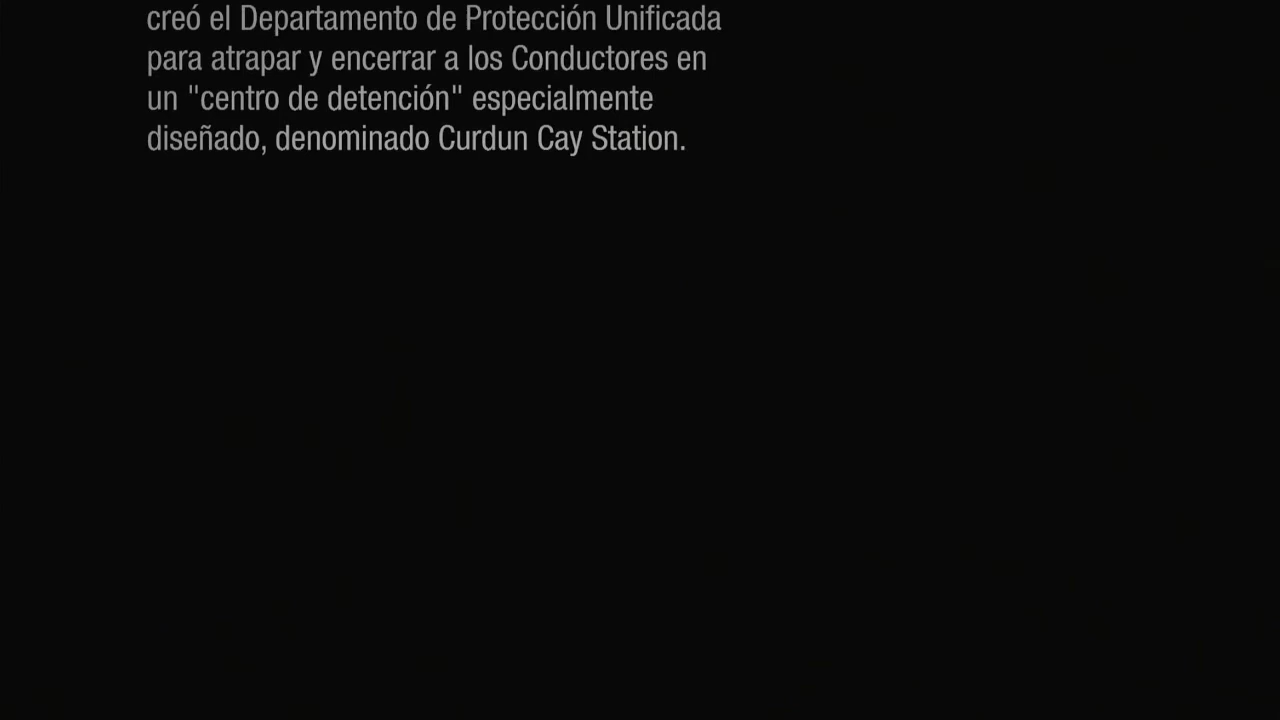 creó el Departamento de Protección Unificada
para atrapar y encerrar a los Conductores en
un "centro de detención" especialmente
diseñado, denominado Curdun Cay Station.